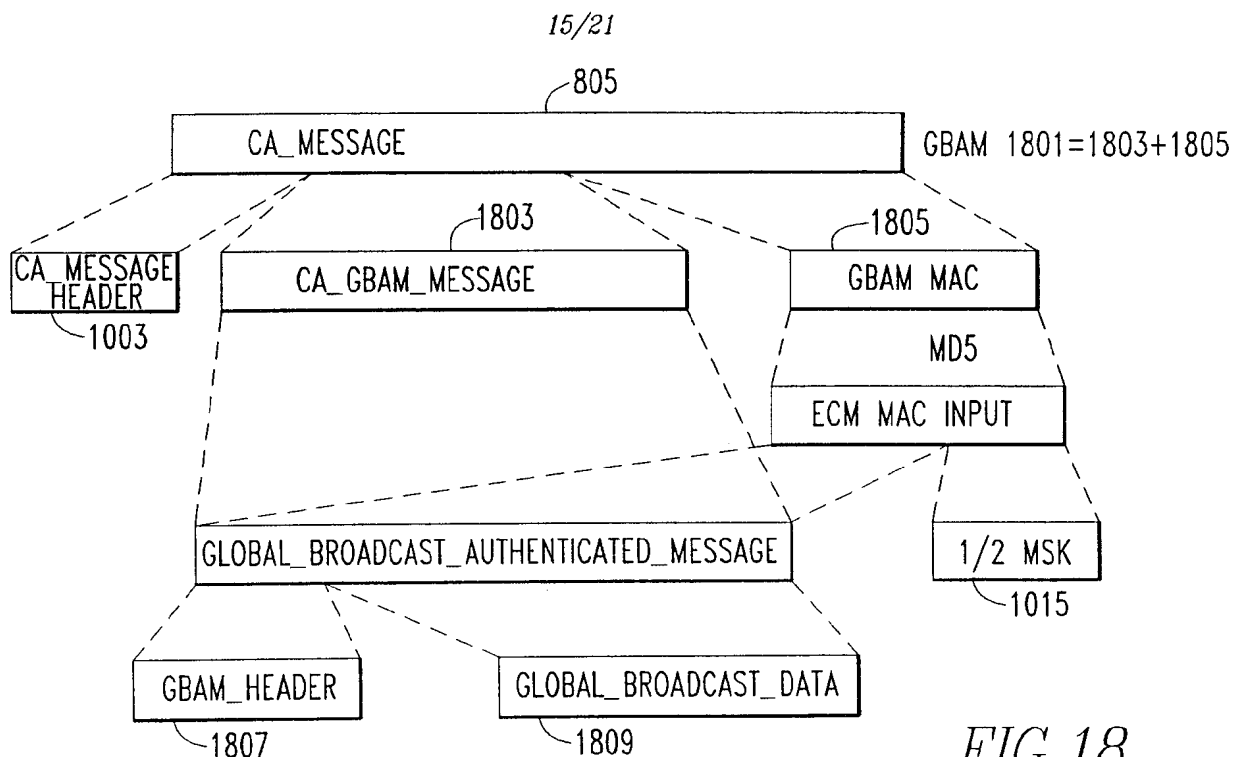 15/21
805
CA_MESSAGE
GBAM 1801=1803+1805
1803
1805
CA_MESSAGE
HEADER
CA_GBAM_MESSAGE
GBAM MAC
1003
MD5
ECM MAC INPUT
GLOBAL_BROADCAST_AUTHENTICATED_MESSAGE
1/2 MSK
1015
GBAM_HEADER
GLOBAL_BROADCAST_DATA
1807
1809
FIG.18